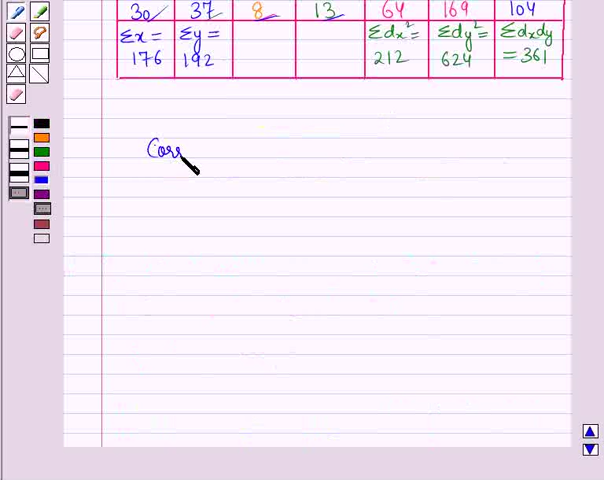 30 37 8 13 64 169 104
Σx = Σy = Σdx²= Σdy²= Σdxdy
176 192 212 624 = 361
Corr